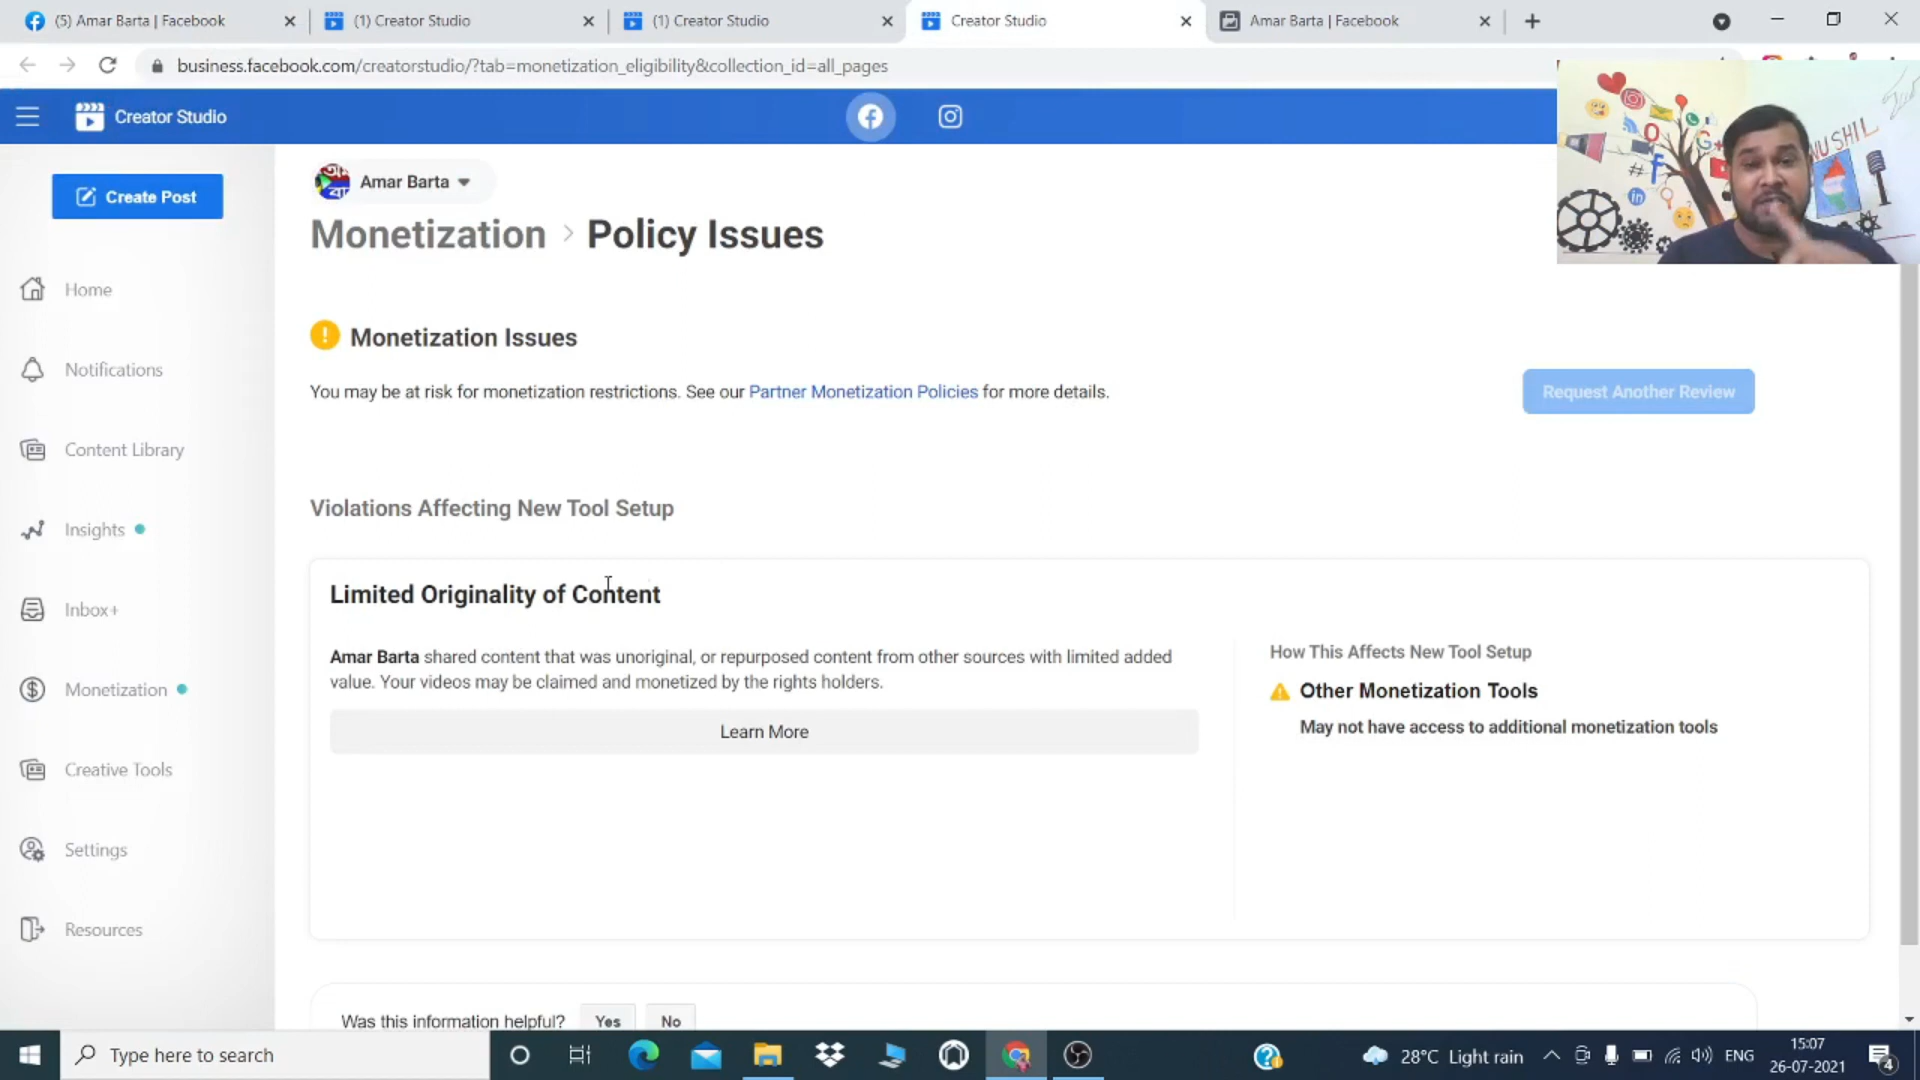 (5) Amar Barta | Facebook
(1) Creator Studio
(1) Creator Studio
Creator Studio
Amar Barta | Facebook
business.facebook.com/creatorstudio/?tab=monetization_eligibility&collection_id=all_pages
Creator Studio
Create Post
Home
Notifications
Content Library
Insights
Inbox+
Monetization
Creative Tools
Settings
Resources
Amar Barta
Monetization > Policy Issues
Monetization Issues
You may be at risk for monetization restrictions. See our Partner Monetization Policies for more details.
Request Another Review
Violations Affecting New Tool Setup
Limited Originality of Content
Amar Barta shared content that was unoriginal, or repurposed content from other sources with limited added
value. Your videos may be claimed and monetized by the rights holders.
Learn More
How This Affects New Tool Setup
Other Monetization Tools
May not have access to additional monetization tools
Was this information helpful?
Yes
No
Type here to search
28°C Light rain
ENG
15:07
26-07-2021
4